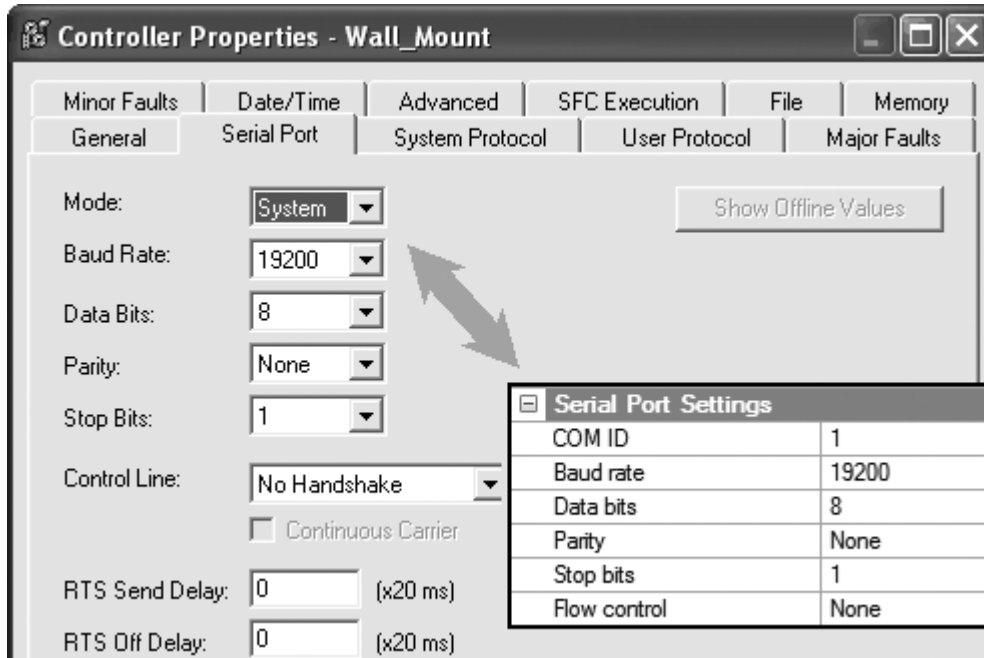 Controller Properties - Wall_Mount
Minor Faults Date/Time Advanced SFC Execution File Memory
General Serial Port System Protocol User Protocol Major Faults
Mode: System Show Offline Values
Baud Rate: 19200
Data Bits: 8
Parity: None
Stop Bits: 1
Control Line: No Handshake
Continuous Carrier
RTS Send Delay: 0 (x20 ms)
RTS Off Delay: 0 (x20 ms)
Serial Port Settings
COM ID 1
Baud rate 19200
Data bits 8
Parity None
Stop bits 1
Flow control None